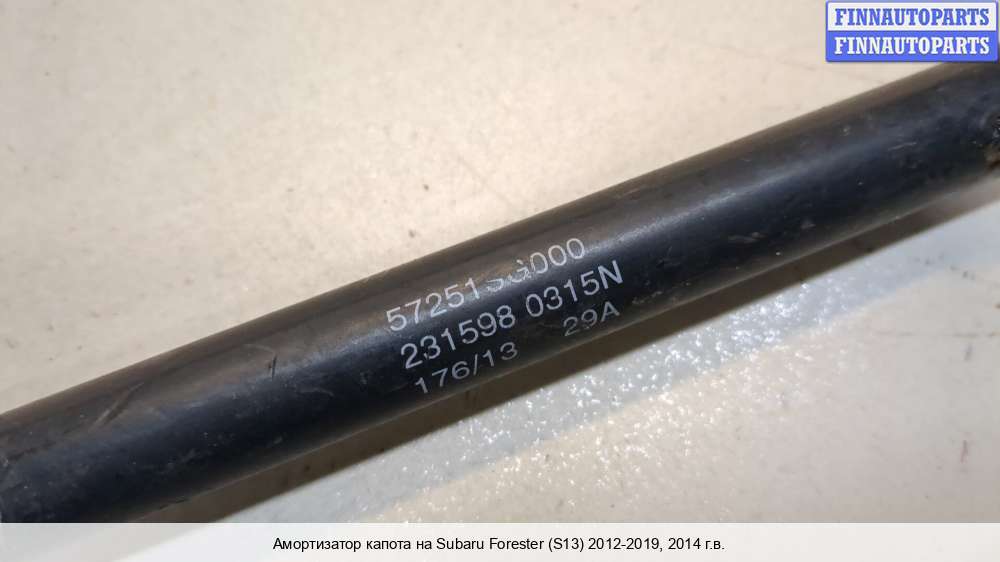 FINNAUTOPARTS
FINNAUTOPARTS
57251SG000
231598 0315N
176/13 29A
Амортизатор капота на Subaru Forester (S13) 2012-2019, 2014 г.в.